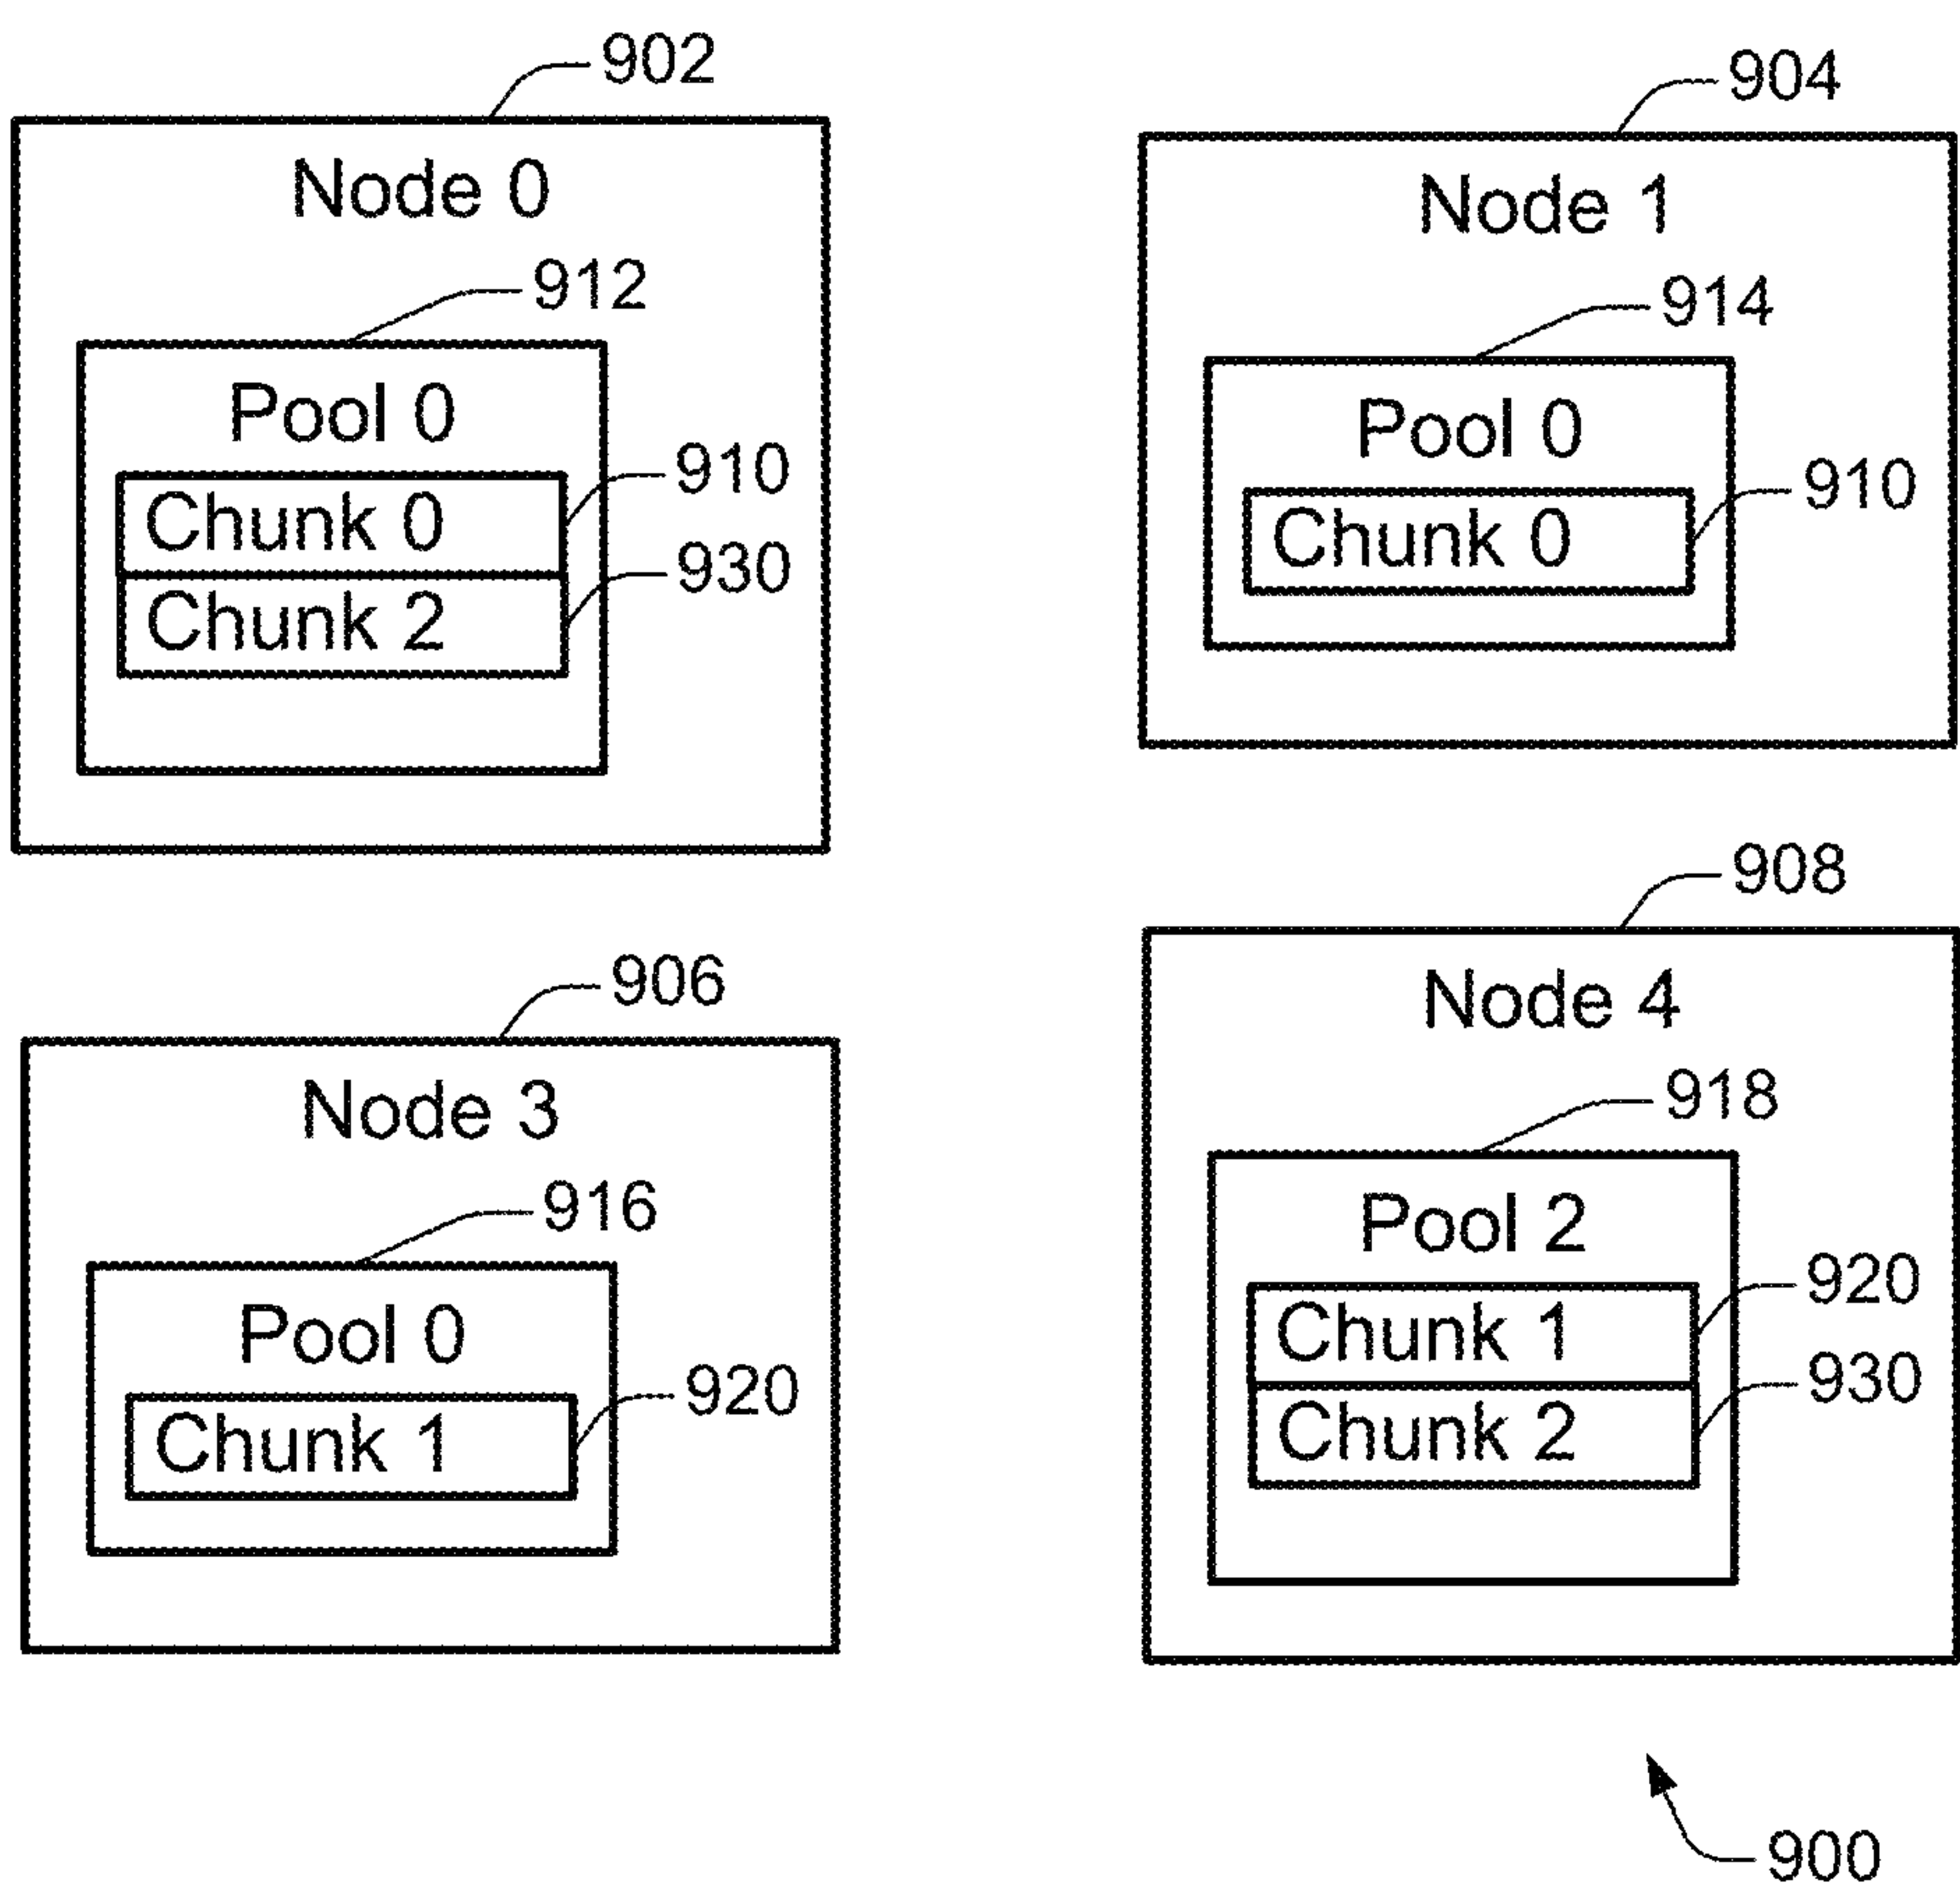 902
Node 0
912
Pool 0
910
Chunk 0
930
Chunk 2
904
Node 1
914
Pool 0
910
Chunk 0
906
Node 3
916
Pool 0
920
Chunk 1
908
Node 4
918
Pool 2
920
Chunk 1
930
Chunk 2
900